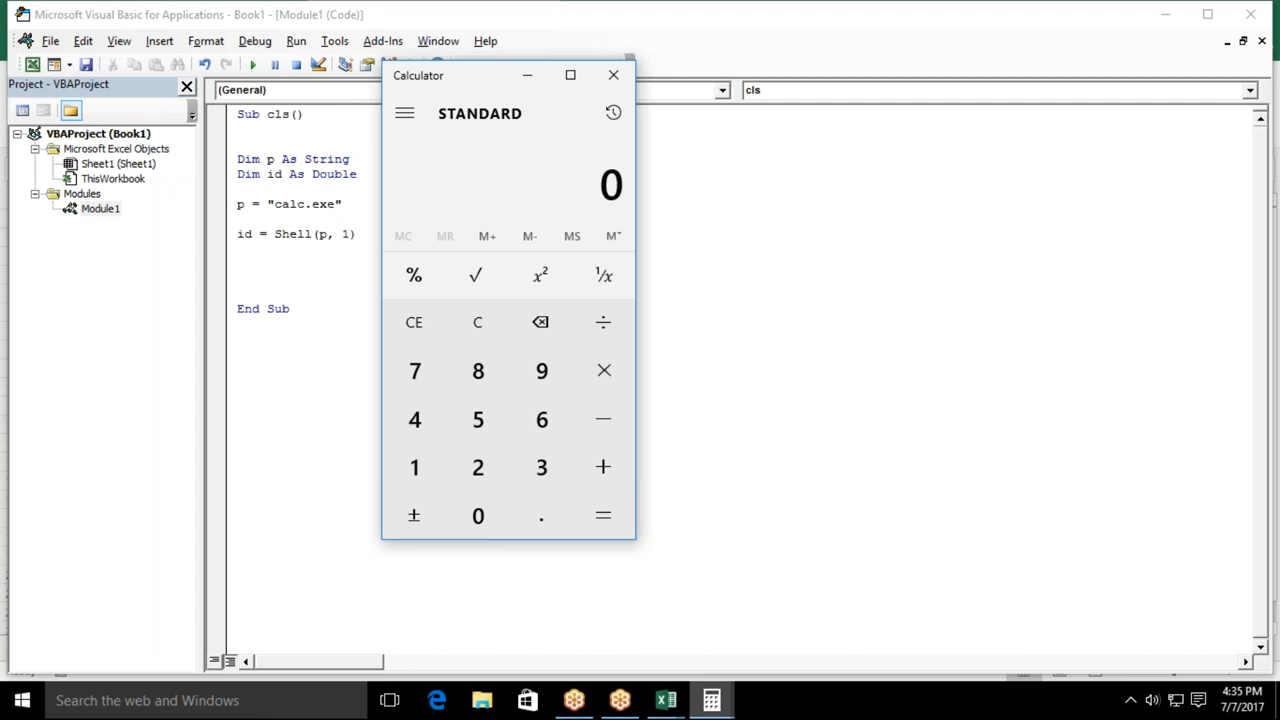 Microsoft Visual Basic for Applications - Book1 - [Module1 (Code)]
File Edit View Insert Format Debug Run Tools Add-Ins Window Help
Project - VBAProject
(General)
cls
VBAProject (Book1)
Microsoft Excel Objects
Sheet1 (Sheet1)
ThisWorkbook
Modules
Module1
Sub cls()
Dim p As String
Dim id As Double
p = "calc.exe"
id = Shell(p, 1)
End Sub
Calculator
STANDARD
0
MC MR M+ M- MS M˅
% √ x² ¹/x
CE C ÷
7 8 9 ×
4 5 6 −
1 2 3 +
± 0 . =
Search the web and Windows
4:35 PM
7/7/2017